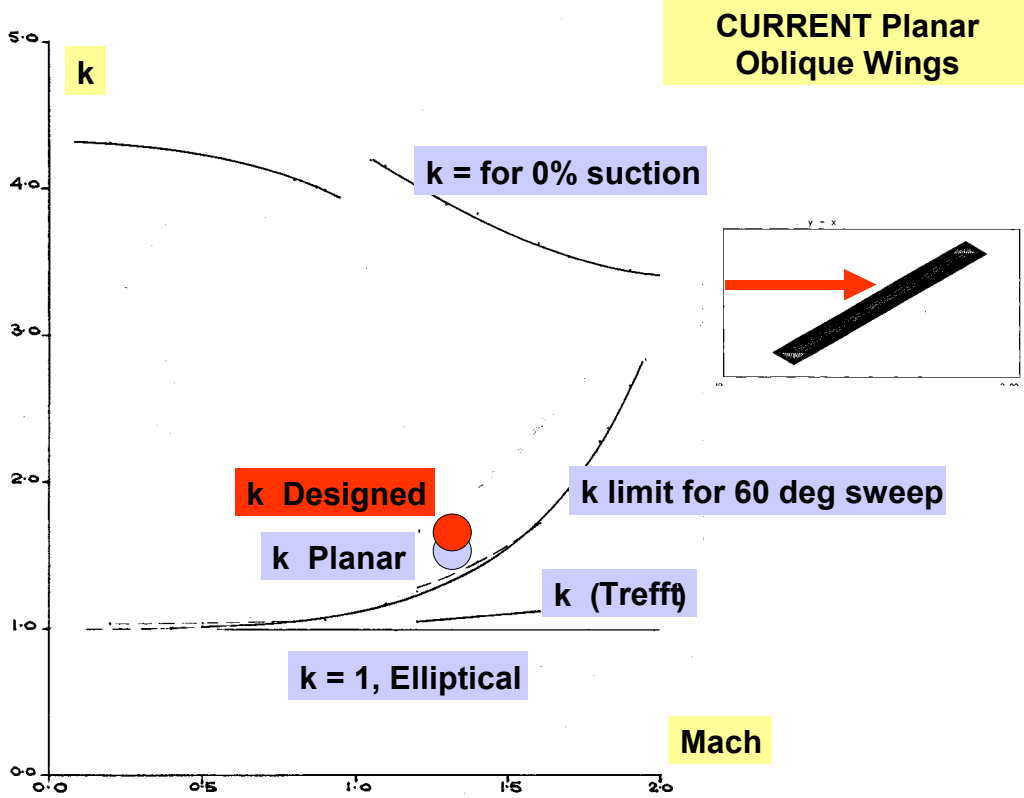 CURRENT Planar
Oblique Wings
5.0
k
k = for 0% suction
4.0
y - x
3.0
2.0
k Designed
k limit for 60 deg sweep
k Planar
k (Trefft)
1.0
k = 1, Elliptical
Mach
0.0
0.0
0.5
1.0
1.5
2.0